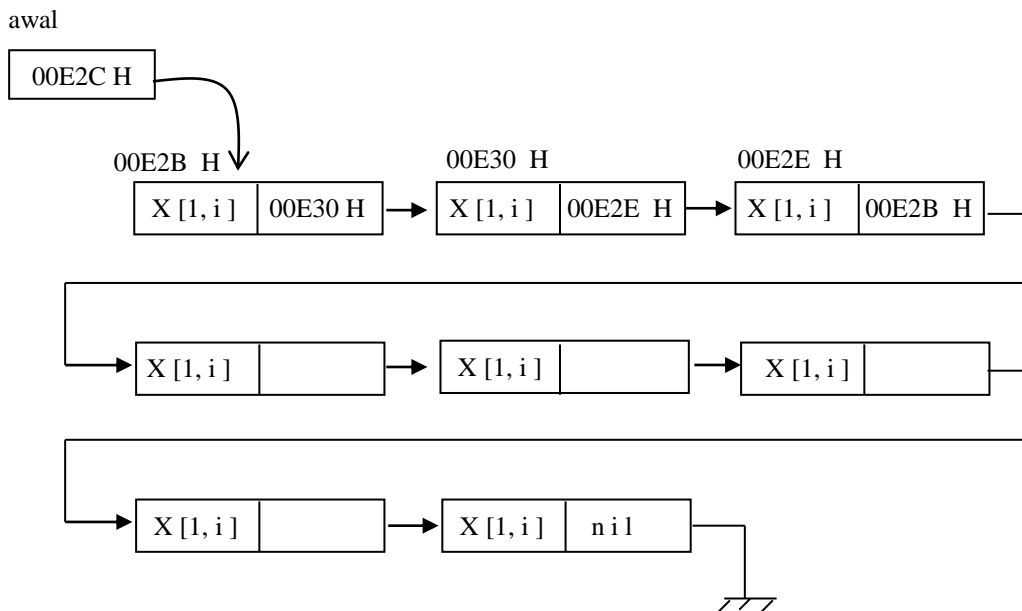 awal
00E2C H
00E2B H 00E30 H 00E2E H
X [1, i ] 00E30 H X [1, i ] 00E2E H X [1, i ] 00E2B H
X [1, i ] X [1, i ] X [1, i ]
X [1, i ] X [1, i ] n i l